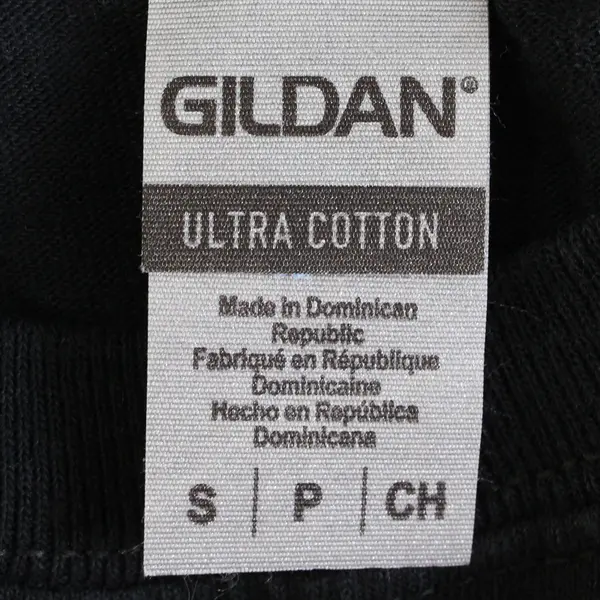 GILDAN®
ULTRA COTTON
Made in Dominican
Republic
Fabriqué en République
Dominicaine
Hecho en República
Dominicana
S | P | CH